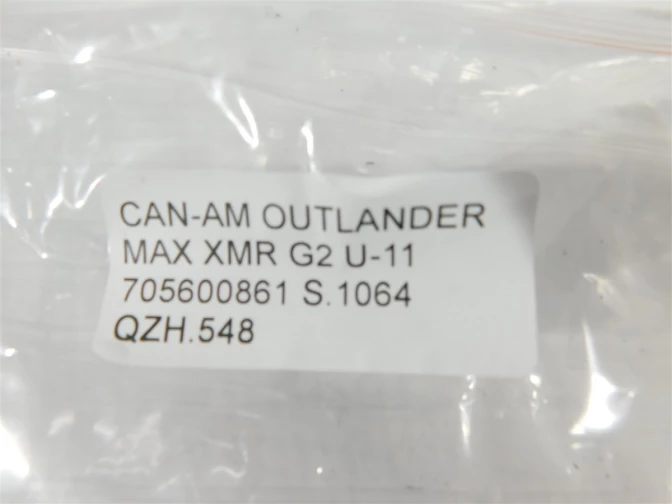 CAN-AM OUTLANDER
MAX XMR G2 U-11
705600861 S.1064
QZH.548